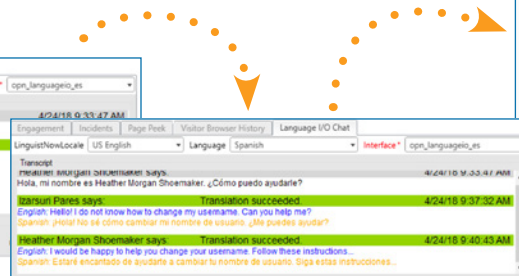 * opn_languageio_es
4/24/18 9:33:47 AM
Engagement Incidents Page Peek Visitor Browser History Language I/O Chat
LinguistNowLocale US English Language Spanish Interface * opn_languageio_es
Transcript
Heather Morgan Shoemaker says: 4/24/18 9:33:47 AM
Hola, mi nombre es Heather Morgan Shoemaker. ¿Cómo puedo ayudarle?
Izarsuri Pares says: Translation succeeded. 4/24/18 9:37:32 AM
English: Hello! I do not know how to change my username. Can you help me?
Spanish: ¡Hola! No sé cómo cambiar mi nombre de usuario. ¿Me puedes ayudar?
Heather Morgan Shoemaker says: Translation succeeded. 4/24/18 9:40:43 AM
English: I would be happy to help you change your username. Follow these instructions...
Spanish: Estaré encantado de ayudarte a cambiar tu nombre de usuario. Siga estas instrucciones...